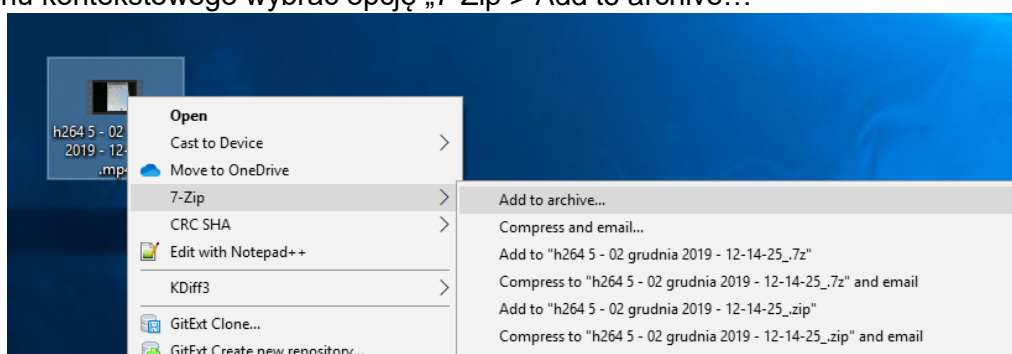 kontekstowego wybrać opcję „7-Zip > Add to archive…
h264 5 - 02
2019 - 12-
.mp4
Open
Cast to Device
Move to OneDrive
7-Zip
CRC SHA
Edit with Notepad++
KDiff3
GitExt Clone...
GitExt Create new repository...
Add to archive...
Compress and email...
Add to "h264 5 - 02 grudnia 2019 - 12-14-25_.7z"
Compress to "h264 5 - 02 grudnia 2019 - 12-14-25_.7z" and email
Add to "h264 5 - 02 grudnia 2019 - 12-14-25_.zip"
Compress to "h264 5 - 02 grudnia 2019 - 12-14-25_.zip" and email